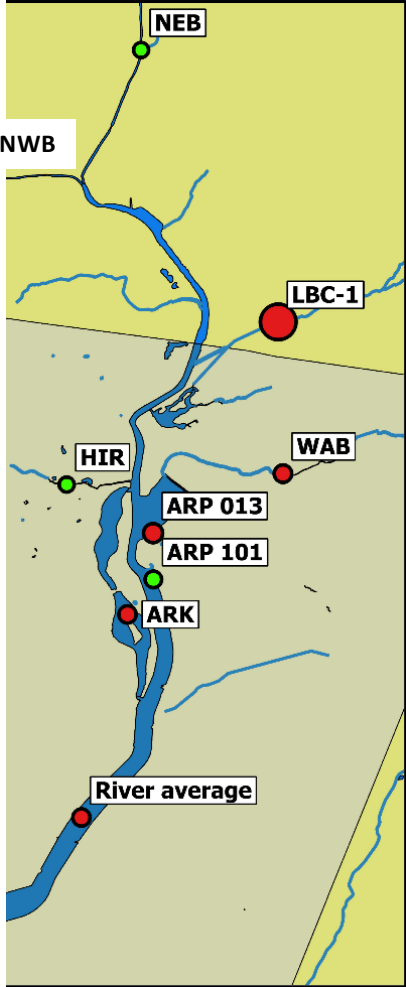 NEB
NWB
LBC-1
WAB
HIR
ARP 013
ARP 101
ARK
River average